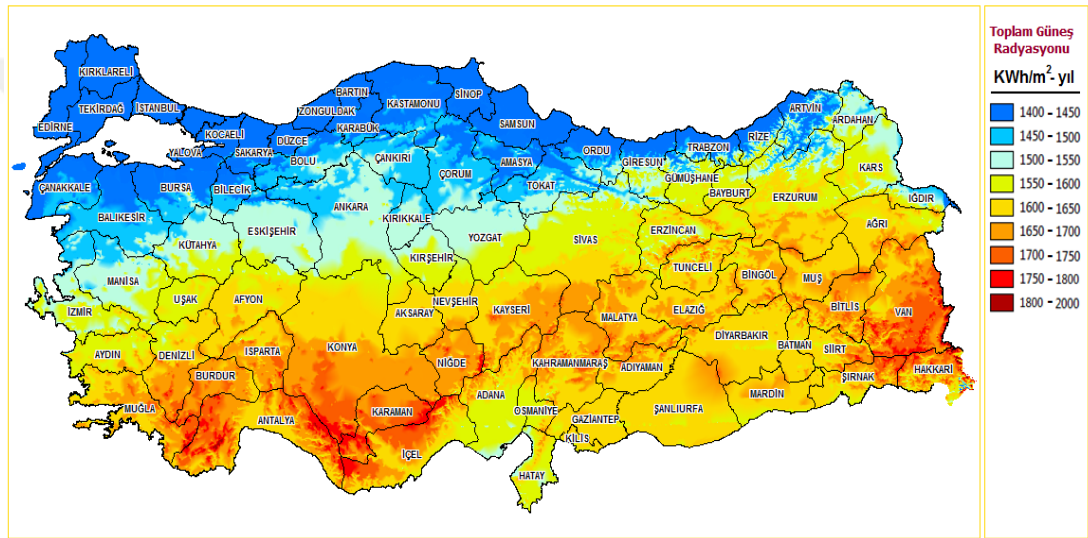 Toplam Güneş
Radyasyonu
KWh/m²- yıl
1400 - 1450
1450 - 1500
1500 - 1550
1550 - 1600
1600 - 1650
1650 - 1700
1700 - 1750
1750 - 1800
1800 - 2000
KIRKLARELİ
TEKİRDAĞ
İSTANBUL
EDİRNE
KOCAELİ
YALOVA
SAKARYA
DÜZCE
ZONGULDAK
BARTIN
KARABÜK
KASTAMONU
SİNOP
SAMSUN
BOLU
ÇANKIRI
ÇORUM
AMASYA
TOKAT
ORDU
GİRESUN
TRABZON
RİZE
ARTVİN
ARDAHAN
GÜMÜŞHANE
BAYBURT
KARS
IĞDIR
ERZURUM
ÇANAKKALE
BURSA
BİLECİK
BALIKESİR
KÜTAHYA
ESKİŞEHİR
ANKARA
KIRIKKALE
KIRŞEHİR
YOZGAT
SİVAS
ERZİNCAN
AĞRI
TUNCELİ
BİNGÖL
MUŞ
MANİSA
İZMİR
UŞAK
AFYON
AKSARAY
NEVŞEHİR
KAYSERİ
MALATYA
ELAZIĞ
BİTLİS
VAN
AYDIN
DENİZLİ
ISPARTA
KONYA
NİĞDE
KAHRAMANMARAŞ
ADIYAMAN
DİYARBAKIR
BATMAN
SİİRT
HAKKARİ
ŞIRNAK
MARDİN
BURDUR
MUĞLA
ANTALYA
KARAMAN
ADANA
OSMANİYE
GAZİANTEP
ŞANLIURFA
KİLİS
İÇEL
HATAY